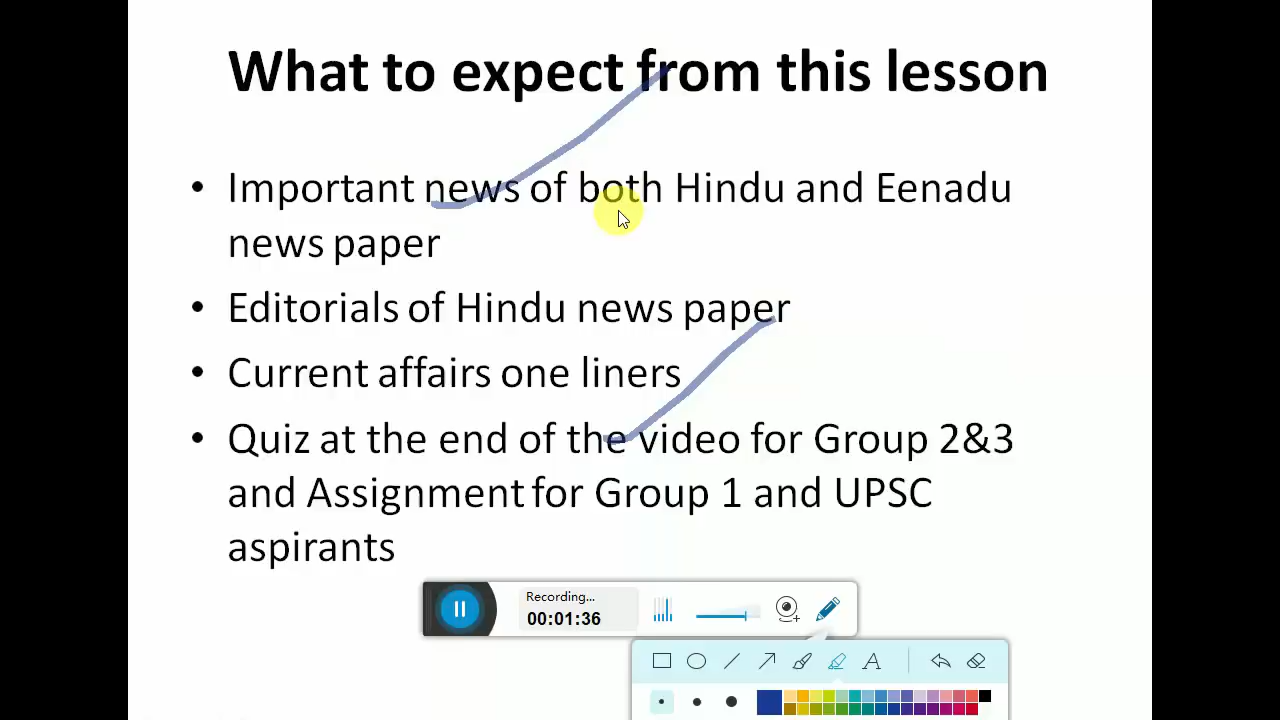 What to expect from this lesson
• Important news of both Hindu and Eenadu
news paper
• Editorials of Hindu news paper
• Current affairs one liners
• Quiz at the end of the video for Group 2&3
and Assignment for Group 1 and UPSC
aspirants
Recording...
00:01:36
A